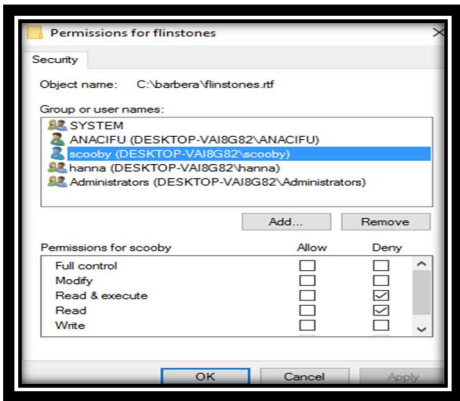 Permissions for flinstones
Security
Object name: C:\barbera\flinstones.rtf
Group or user names:
SYSTEM
ANACIFU (DESKTOP-VAI8G82\ANACIFU)
scooby (DESKTOP-VAI8G82\scooby)
hanna (DESKTOP-VAI8G82\hanna)
Administrators (DESKTOP-VAI8G82\Administrators)
Add... Remove
Permissions for scooby Allow Deny
Full control
Modify
Read & execute
Read
Write
OK Cancel Apply